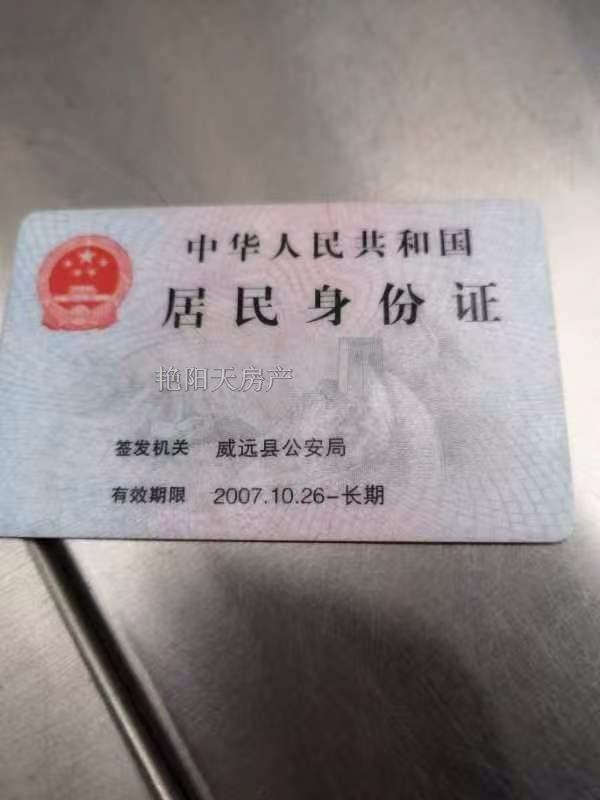 中华人民共和国
居民身份证
艳阳天房产
签发机关 威远县公安局
有效期限 2007.10.26-长期